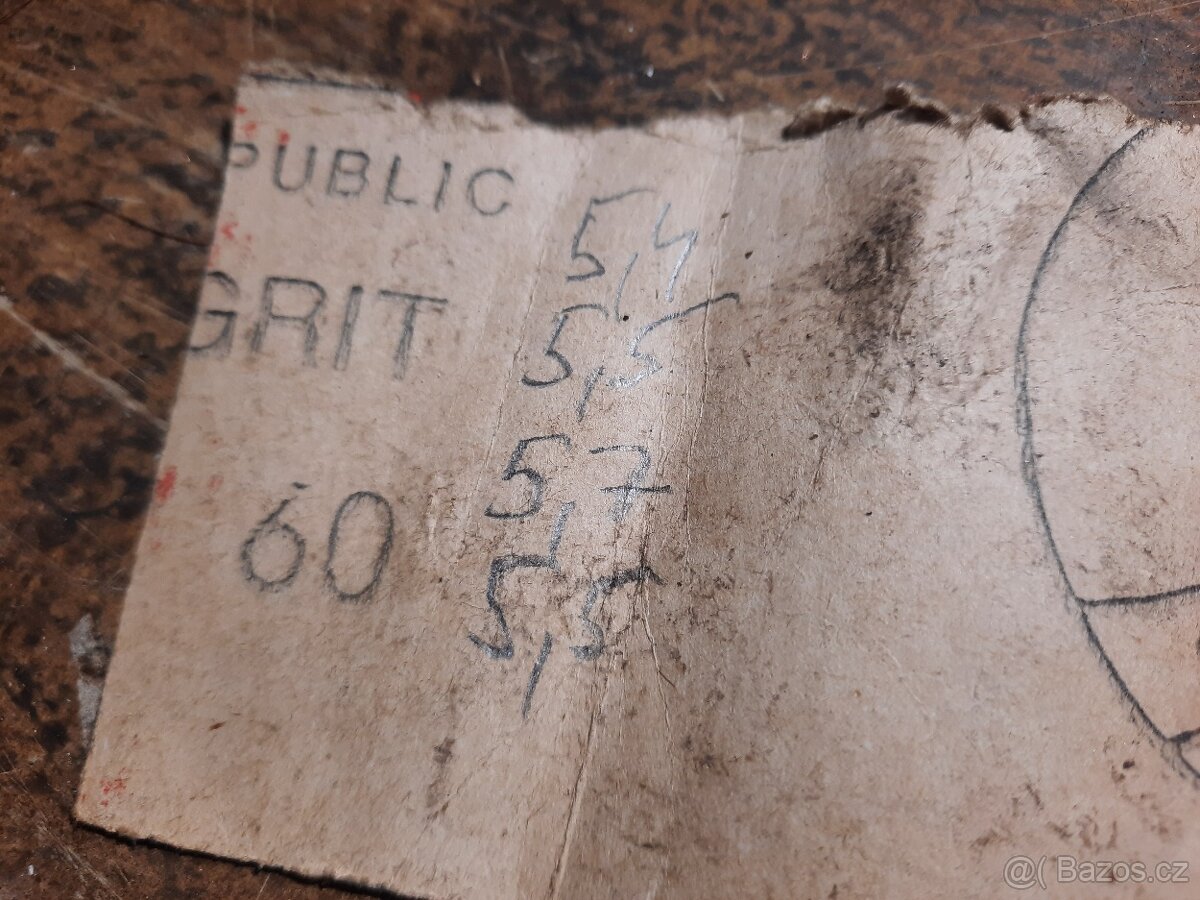 PUBLIC
GRIT
60
5,4
5,5
5,7
5,5
@( Bazos.cz